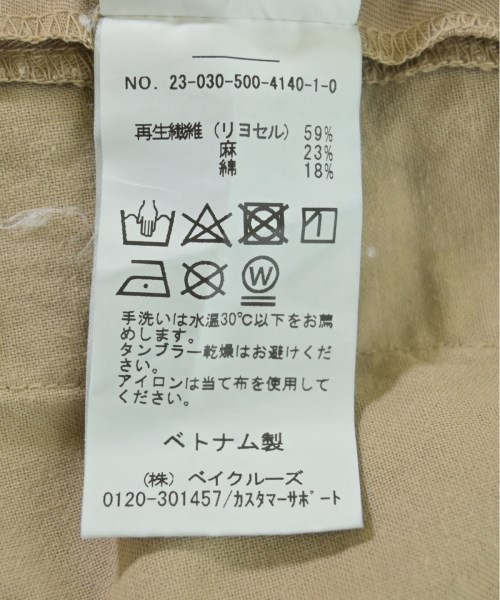 NO. 23-030-500-4140-1-0
再生繊維（リヨセル）59%
麻 23%
綿 18%
W
手洗いは水温30℃以下をお薦
めします。
タンブラー乾燥はお避けくだ
さい。
アイロンは当て布を使用して
ください。
ベトナム製
（株）ベイクルーズ
0120-301457/ｶｽﾀﾏｰｻﾎﾟｰﾄ